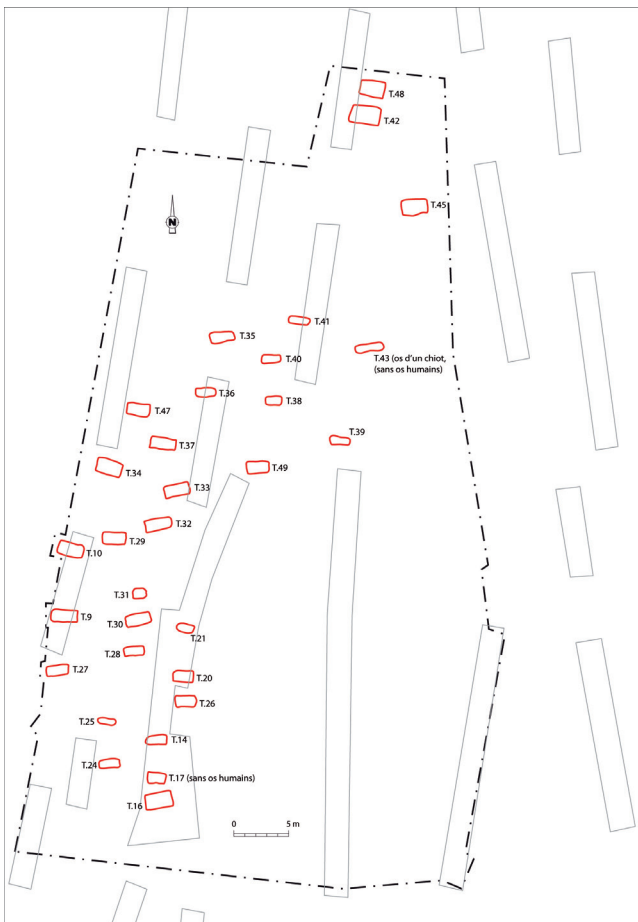 T.48
T.42
T.45
N
T.41
T.35
T.43 (os d'un chiot,
(sans os humains)
T.40
T.36
T.38
T.47
T.39
T.37
T.34
T.49
T.33
T.32
T.29
T.10
T.31
T.9
T.30
T.21
T.28
T.27
T.20
T.26
T.25
T.14
T.24
T.17 (sans os humains)
T.16
0 5 m